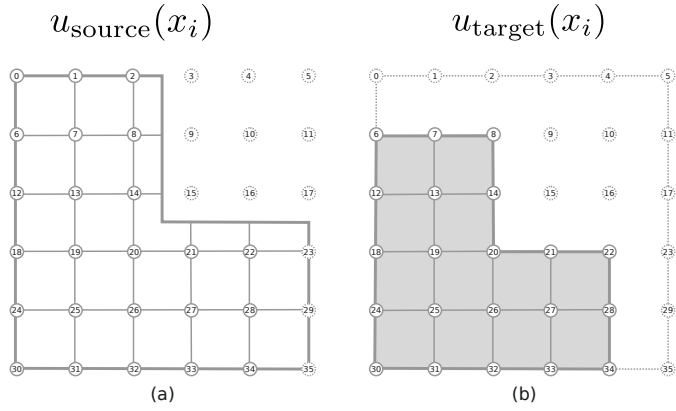 u_source(x_i) u_target(x_i)
0 1 2 3 4 5 0 1 2 3 4 5
6 7 8 9 10 11 6 7 8 9 10 11
12 13 14 15 16 17 12 13 14 15 16 17
18 19 20 21 22 23 18 19 20 21 22 23
24 25 26 27 28 29 24 25 26 27 28 29
30 31 32 33 34 35 30 31 32 33 34 35
(a) (b)